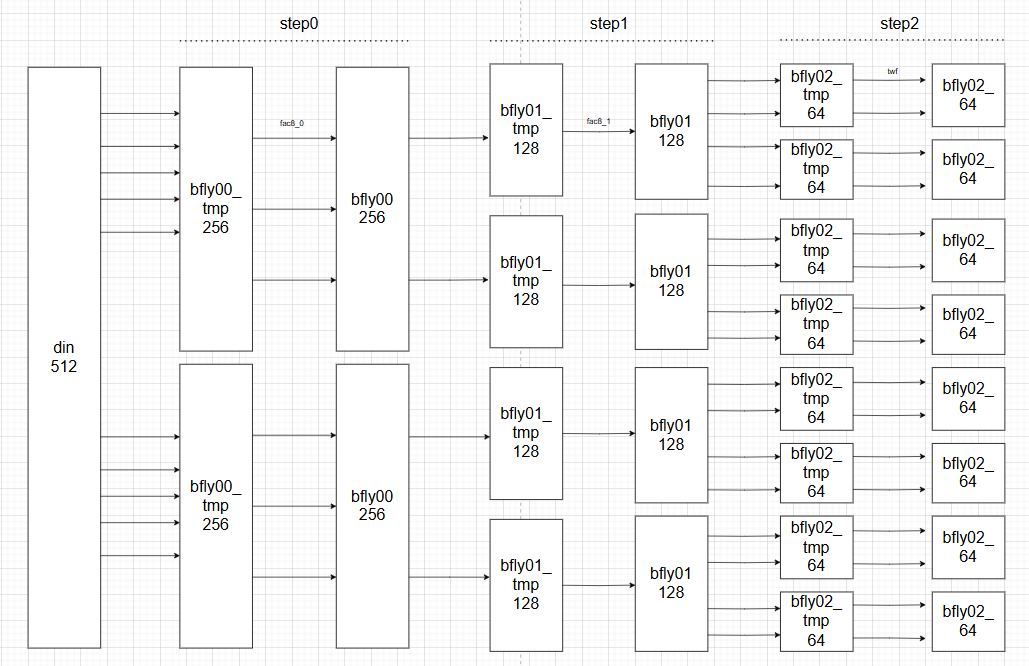 step0
step1
step2
din
512
bfly00_
tmp
256
bfly00_
tmp
256
fac8_0
bfly00
256
bfly00
256
bfly01_
tmp
128
bfly01_
tmp
128
bfly01_
tmp
128
bfly01_
tmp
128
fac8_1
bfly01
128
bfly01
128
bfly01
128
bfly01
128
bfly02_
tmp
64
bfly02_
tmp
64
bfly02_
tmp
64
bfly02_
tmp
64
bfly02_
tmp
64
bfly02_
tmp
64
bfly02_
tmp
64
bfly02_
tmp
64
twf
bfly02_
64
bfly02_
64
bfly02_
64
bfly02_
64
bfly02_
64
bfly02_
64
bfly02_
64
bfly02_
64